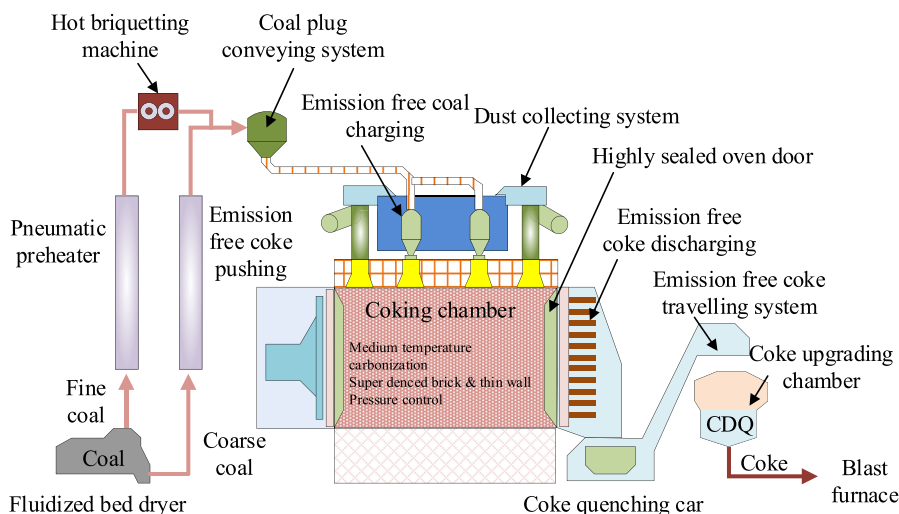 Hot briquetting
machine
Coal plug
conveying system
Emission free coal
charging
Dust collecting system
Highly sealed oven door
Pneumatic
preheater
Emission
free coke
pushing
Emission free
coke discharging
Emission free coke
travelling system
Coking chamber
Medium temperature
carbonization
Super denced brick & thin wall
Pressure control
Coke upgrading
chamber
CDQ
Fine
coal
Coarse
coal
Coal
Fluidized bed dryer
Coke quenching car
Coke
Blast
furnace